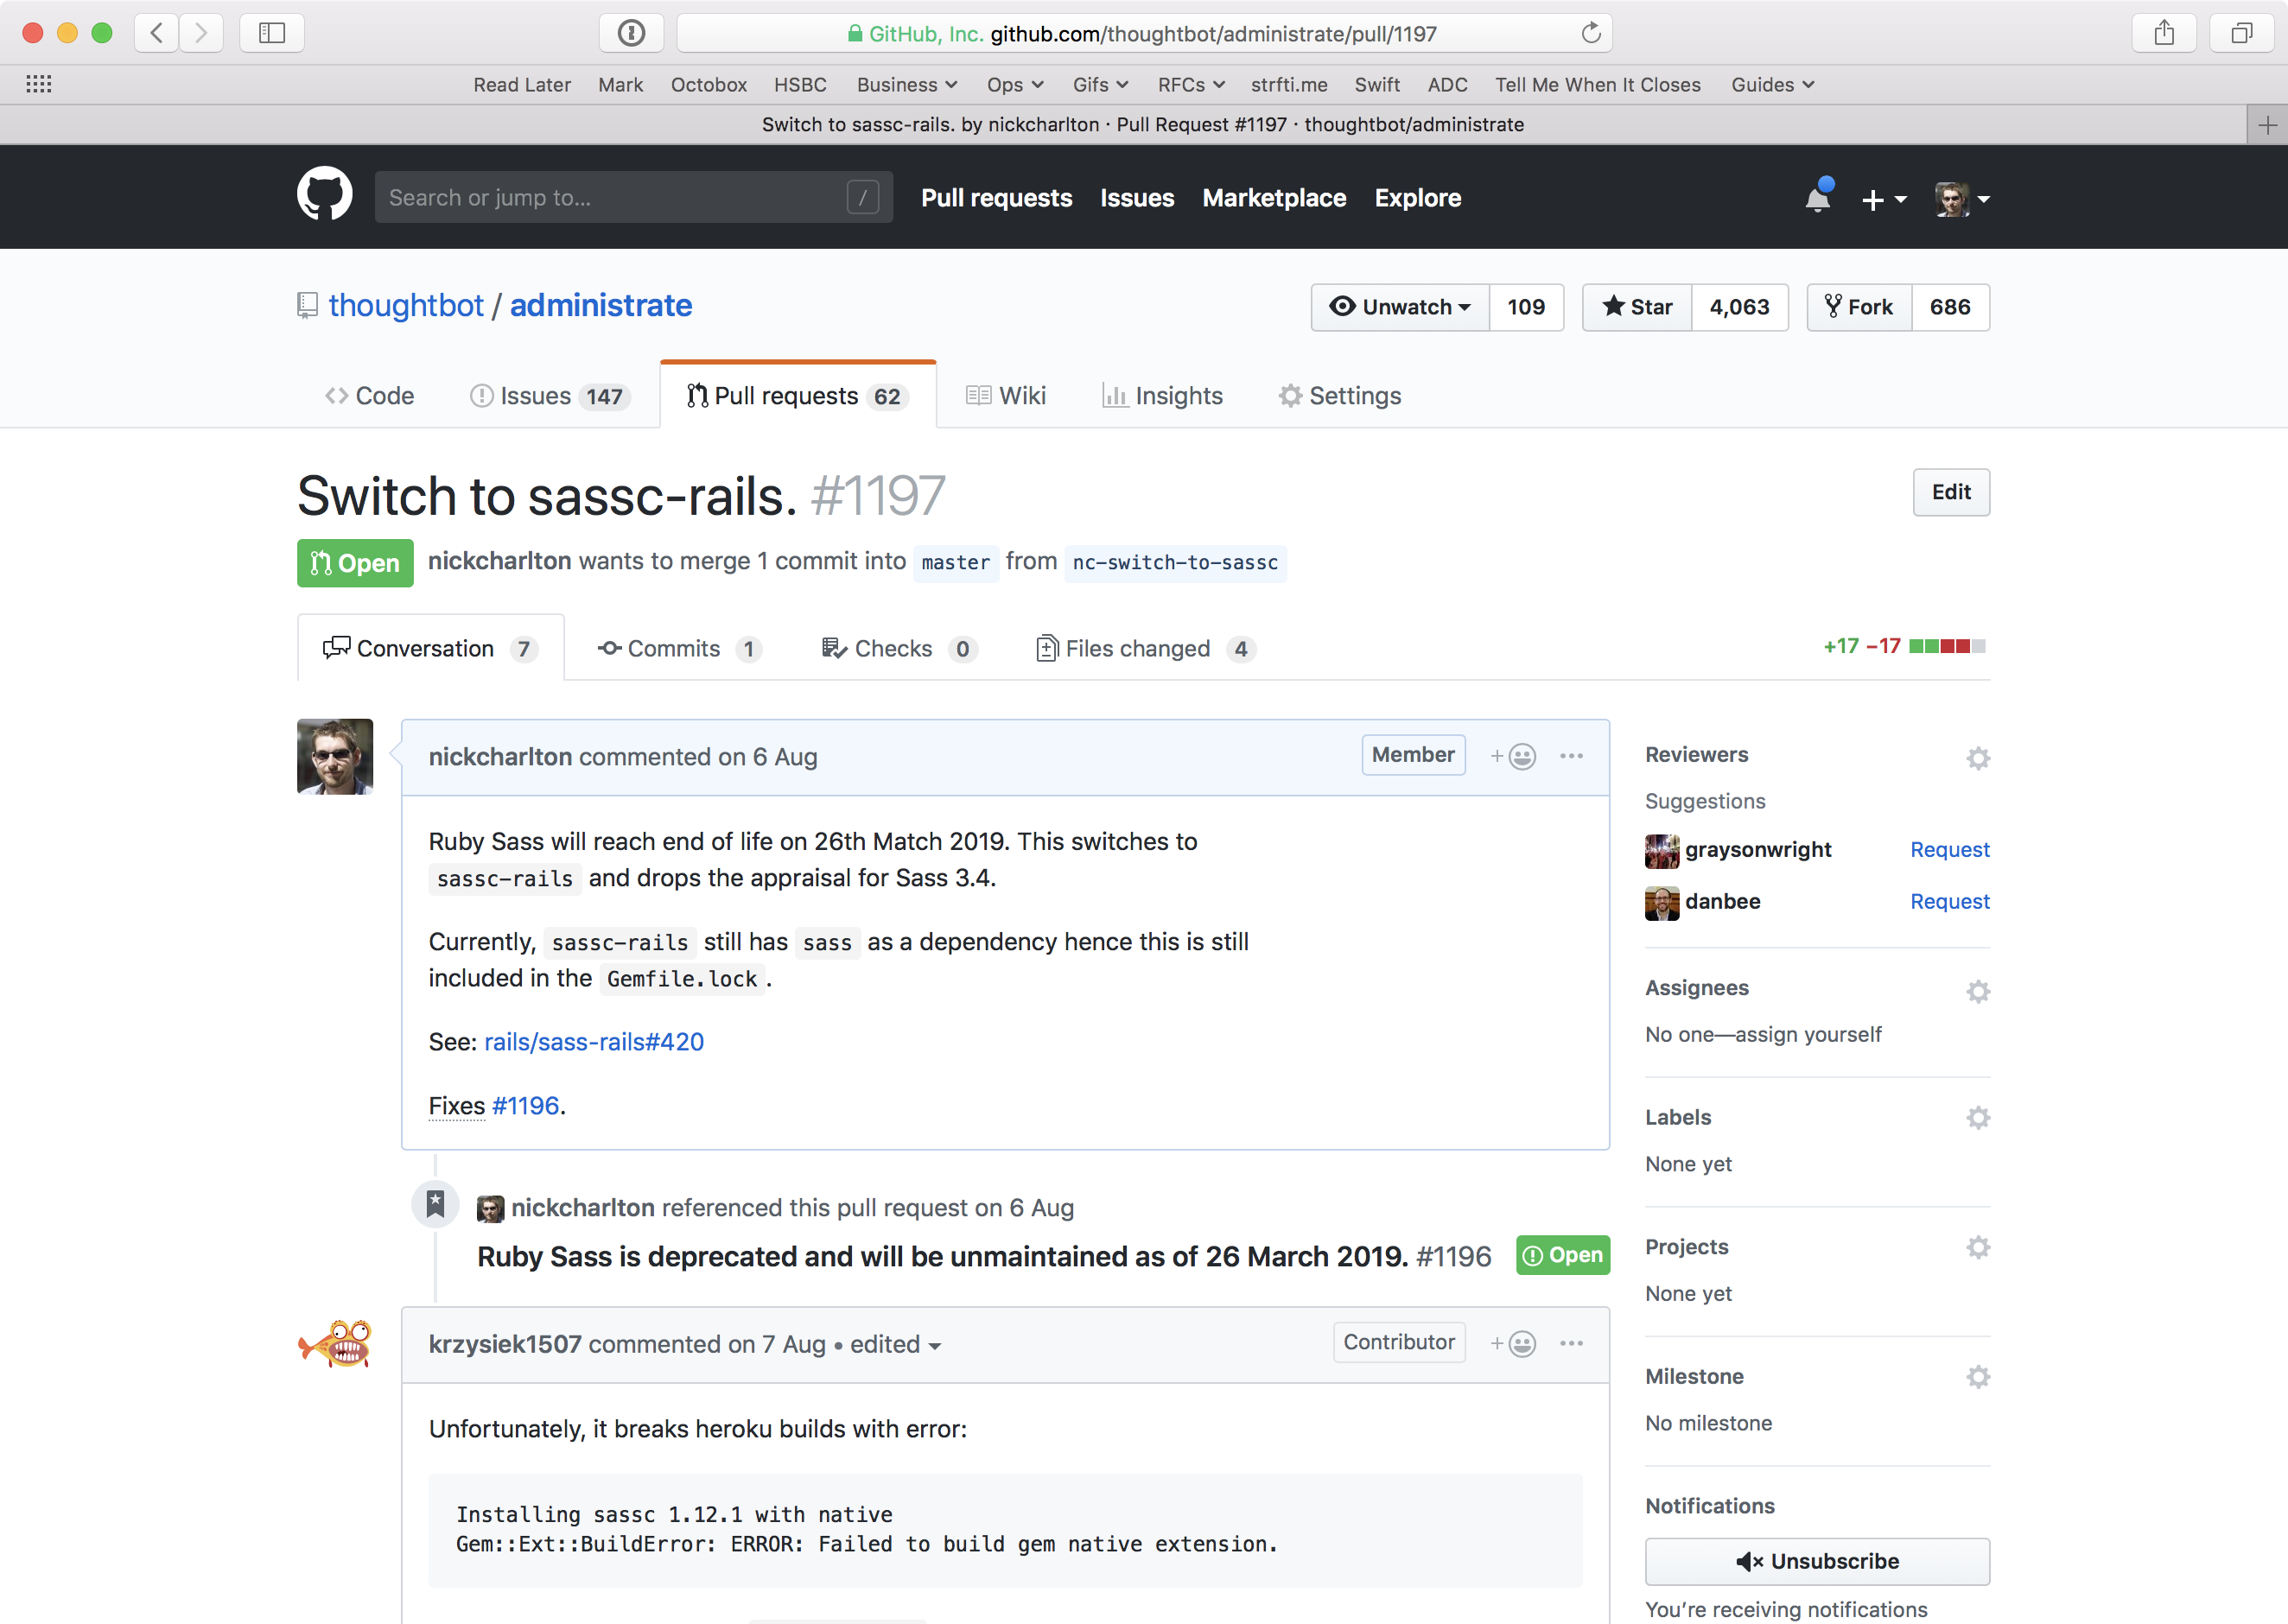 GitHub, Inc. github.com/thoughtbot/administrate/pull/1197
Read Later Mark Octobox HSBC Business Ops Gifs RFCs strfti.me Swift ADC Tell Me When It Closes Guides
Switch to sassc-rails. by nickcharlton · Pull Request #1197 · thoughtbot/administrate
Search or jump to... / Pull requests Issues Marketplace Explore
thoughtbot / administrate Unwatch 109 Star 4,063 Fork 686
Code Issues 147 Pull requests 62 Wiki Insights Settings
Switch to sassc-rails. #1197 Edit
Open nickcharlton wants to merge 1 commit into master from nc-switch-to-sassc
Conversation 7 Commits 1 Checks 0 Files changed 4 +17 −17
nickcharlton commented on 6 Aug Member
Ruby Sass will reach end of life on 26th Match 2019. This switches to
sassc-rails and drops the appraisal for Sass 3.4.
Currently, sassc-rails still has sass as a dependency hence this is still
included in the Gemfile.lock.
See: rails/sass-rails#420
Fixes #1196.
nickcharlton referenced this pull request on 6 Aug
Ruby Sass is deprecated and will be unmaintained as of 26 March 2019. #1196 Open
krzysiek1507 commented on 7 Aug • edited Contributor
Unfortunately, it breaks heroku builds with error:
Installing sassc 1.12.1 with native
Gem::Ext::BuildError: ERROR: Failed to build gem native extension.
Reviewers
Suggestions
graysonwright Request
danbee Request
Assignees
No one—assign yourself
Labels
None yet
Projects
None yet
Milestone
No milestone
Notifications
Unsubscribe
You're receiving notifications